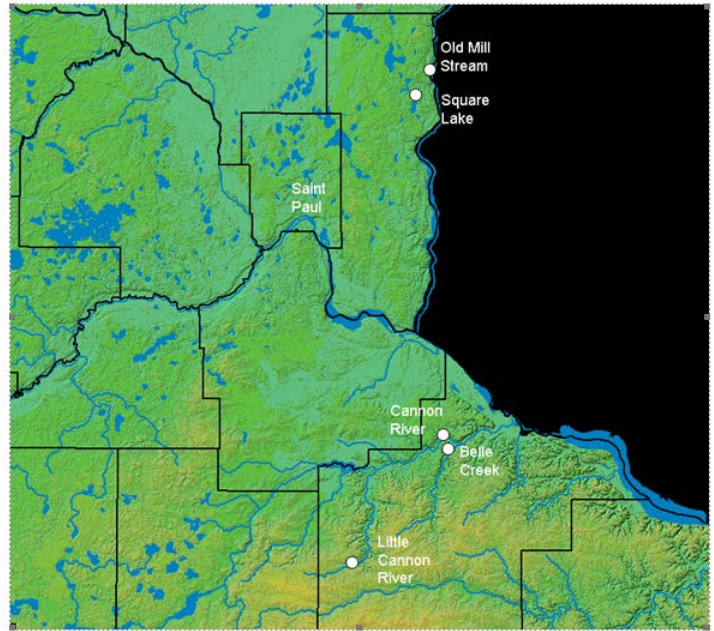 Old Mill
Stream
Square
Lake
Saint
Paul
Cannon
River
Belle
Creek
Little
Cannon
River